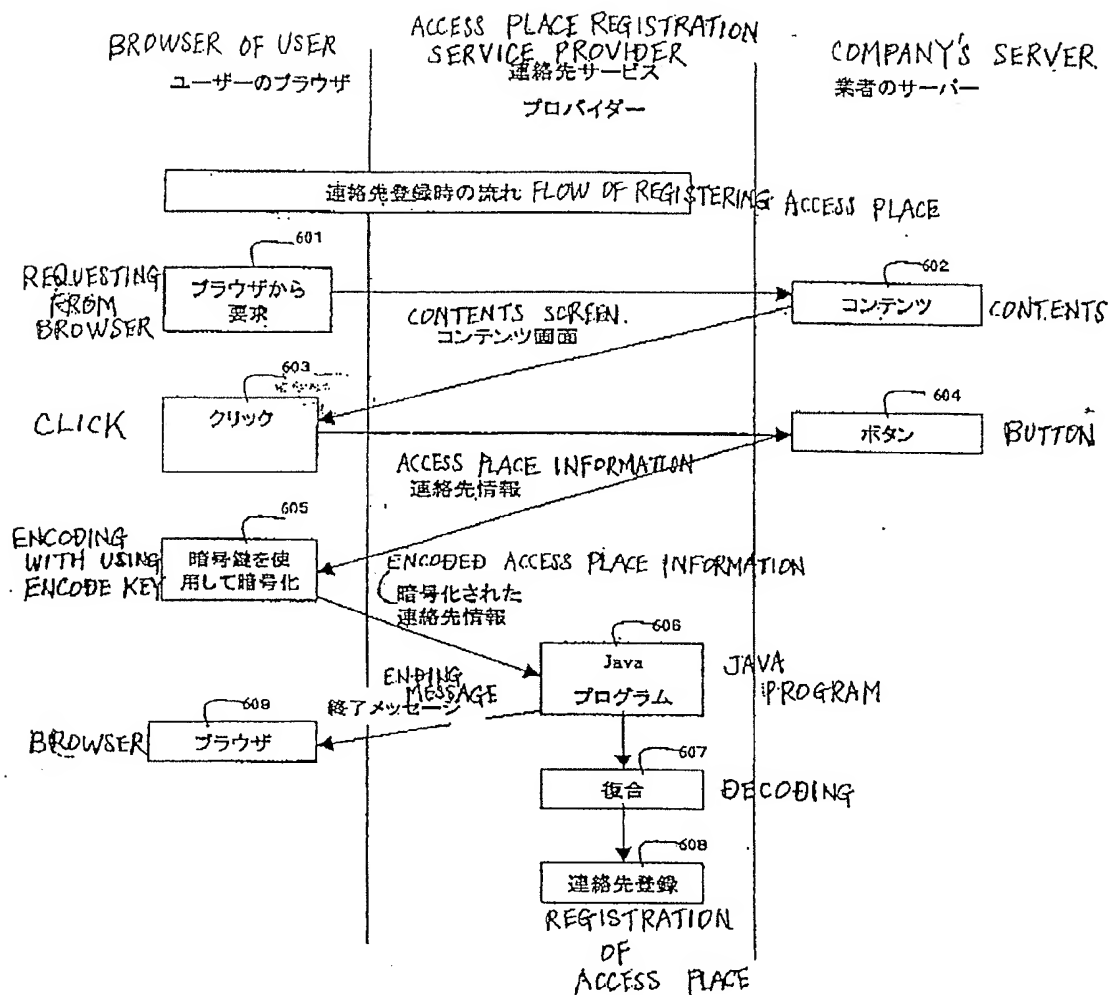 BROWSER OF USER
ユーザーのブラウザ
ACCESS PLACE REGISTRATION
SERVICE PROVIDER
連絡先サービス
プロバイダー
COMPANY'S SERVER
業者のサーバー
連絡先登録時の流れ FLOW OF REGISTERING ACCESS PLACE
601
REQUESTING
FROM
BROWSER
ブラウザから
要求
602
コンテンツ
CONTENTS
CONTENTS SCREEN.
コンテンツ画面
603
CLICK
クリック
604
ボタン
BUTTON
ACCESS PLACE INFORMATION
連絡先情報
605
ENCODING
WITH USING
ENCODE KEY
暗号鍵を使
用して暗号化
ENCODED ACCESS PLACE INFORMATION
暗号化された
連絡先情報
606
Java
プログラム
JAVA
PROGRAM
ENDING
MESSAGE
終了メッセージ
609
BROWSER
ブラウザ
607
復合
DECODING
608
連絡先登録
REGISTRATION
OF
ACCESS PLACE